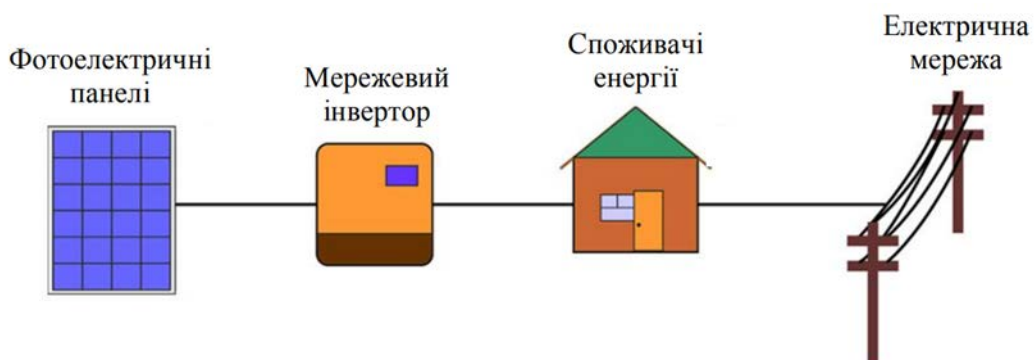 Фотоелектричні
панелі
Мережевий
інвертор
Споживачі
енергії
Електрична
мережа